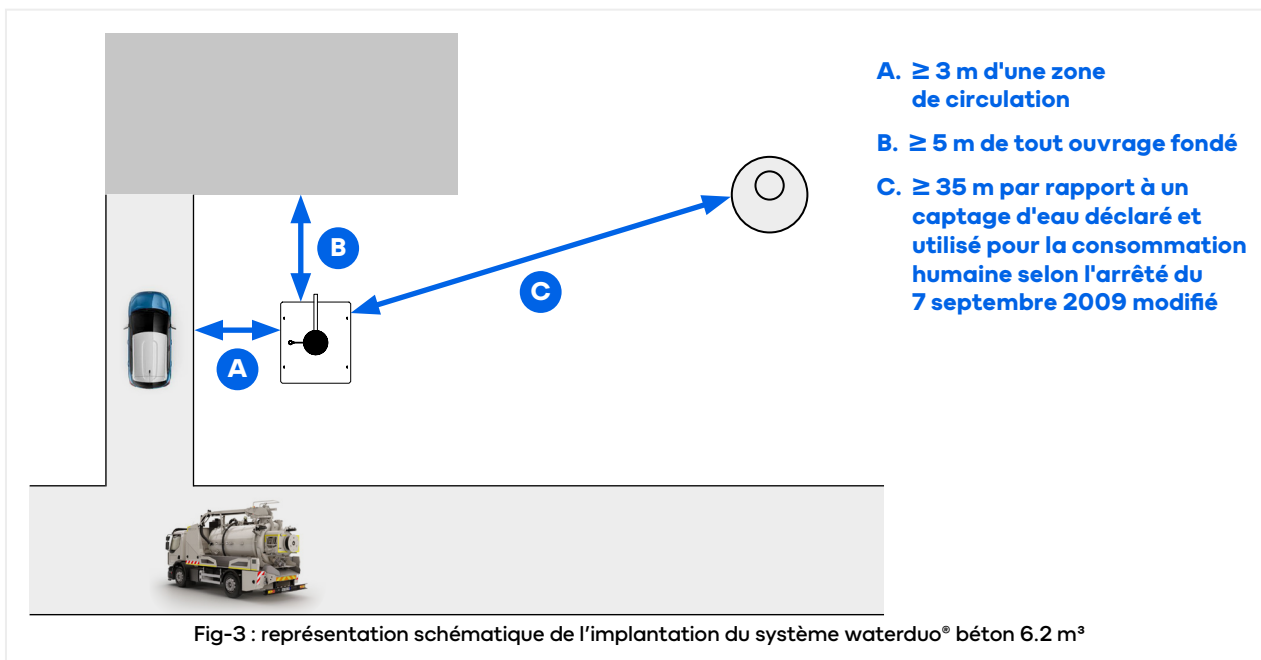 A. ≥ 3 m d'une zone
de circulation
B. ≥ 5 m de tout ouvrage fondé
C. ≥ 35 m par rapport à un
captage d'eau déclaré et
utilisé pour la consommation
humaine selon l'arrêté du
7 septembre 2009 modifié
B
C
A
Fig-3 : représentation schématique de l'implantation du système waterduo® béton 6.2 m³